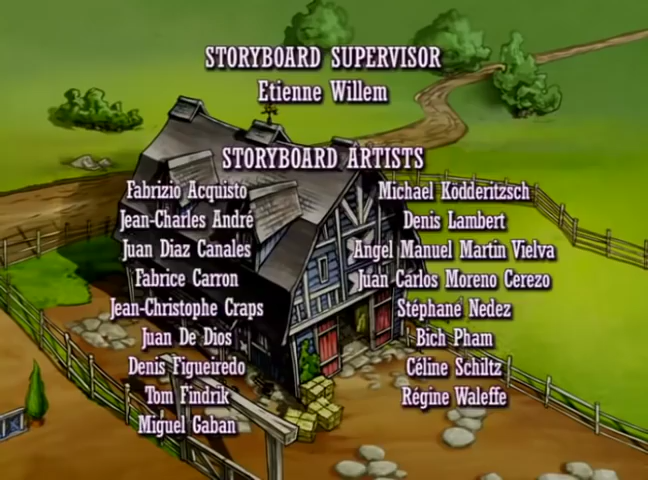 STORYBOARD SUPERVISOR
Etienne Willem
STORYBOARD ARTISTS
Fabrizio Acquisto
Jean-Charles André
Juan Diaz Canales
Fabrice Carron
Jean-Christophe Craps
Juan De Dios
Denis Figueiredo
Tom Findrik
Miguel Gaban
Michael Ködderitzsch
Denis Lambert
Angel Manuel Martin Vielva
Juan Carlos Moreno Cerezo
Stéphane Nedez
Bich Pham
Céline Schiltz
Régine Waleffe